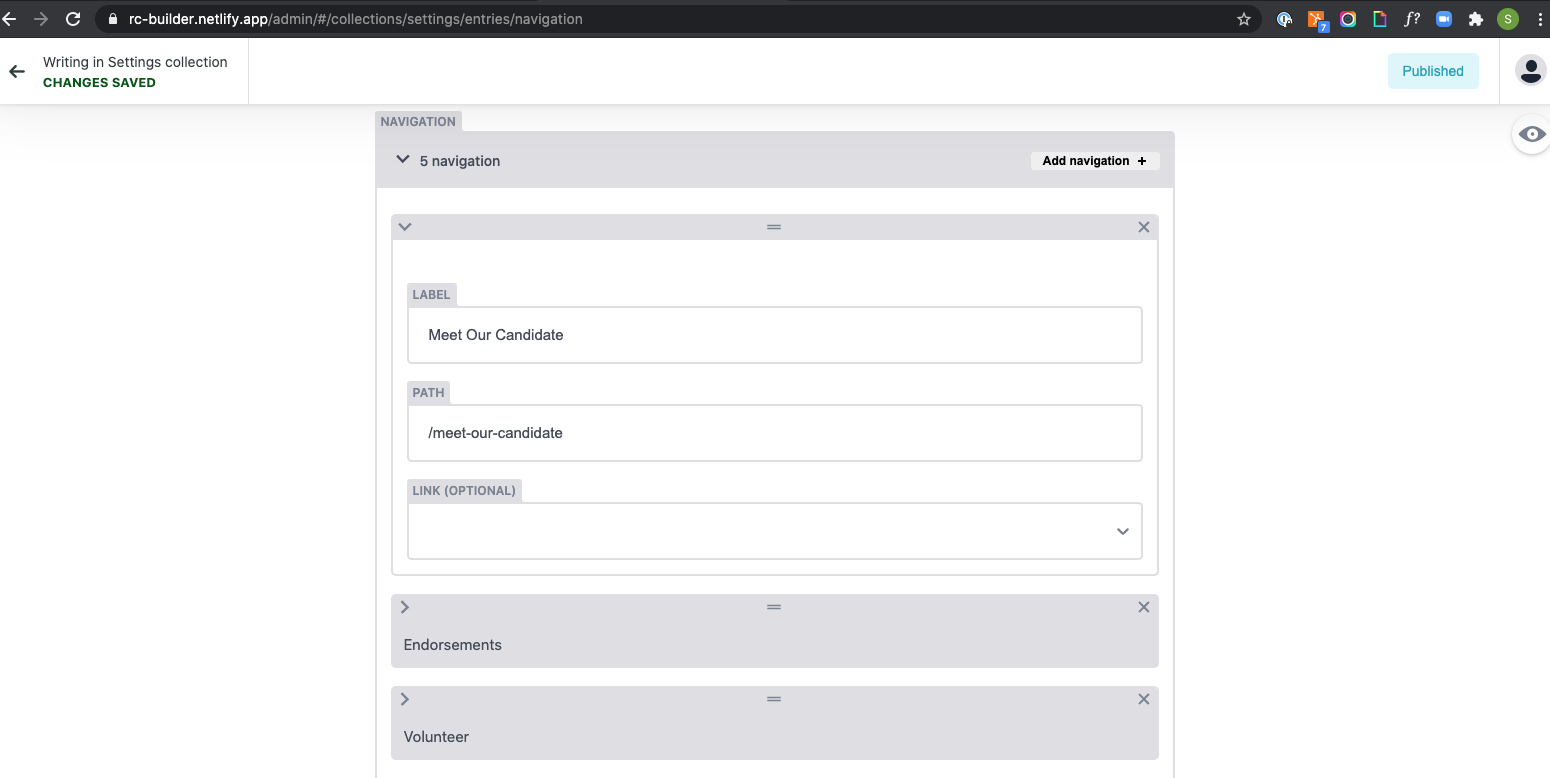 rc-builder.netlify.app/admin/#/collections/settings/entries/navigation
f?
7
S
Writing in Settings collection
CHANGES SAVED
Published
NAVIGATION
5 navigation
Add navigation +
LABEL
Meet Our Candidate
PATH
/meet-our-candidate
LINK (OPTIONAL)
Endorsements
Volunteer